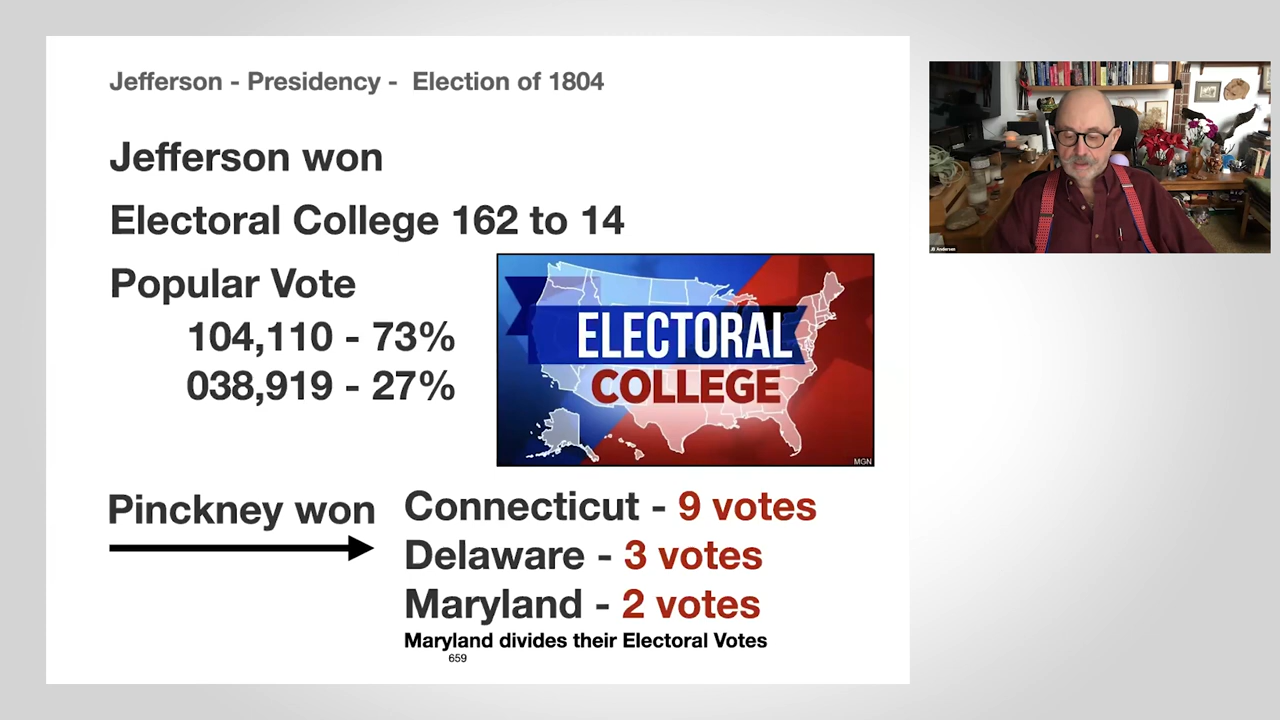 Jefferson - Presidency - Election of 1804
Jefferson won
Electoral College 162 to 14
Popular Vote
104,110 - 73%
038,919 - 27%
ELECTORAL
COLLEGE
MGN
Pinckney won
Connecticut - 9 votes
Delaware - 3 votes
Maryland - 2 votes
Maryland divides their Electoral Votes
659